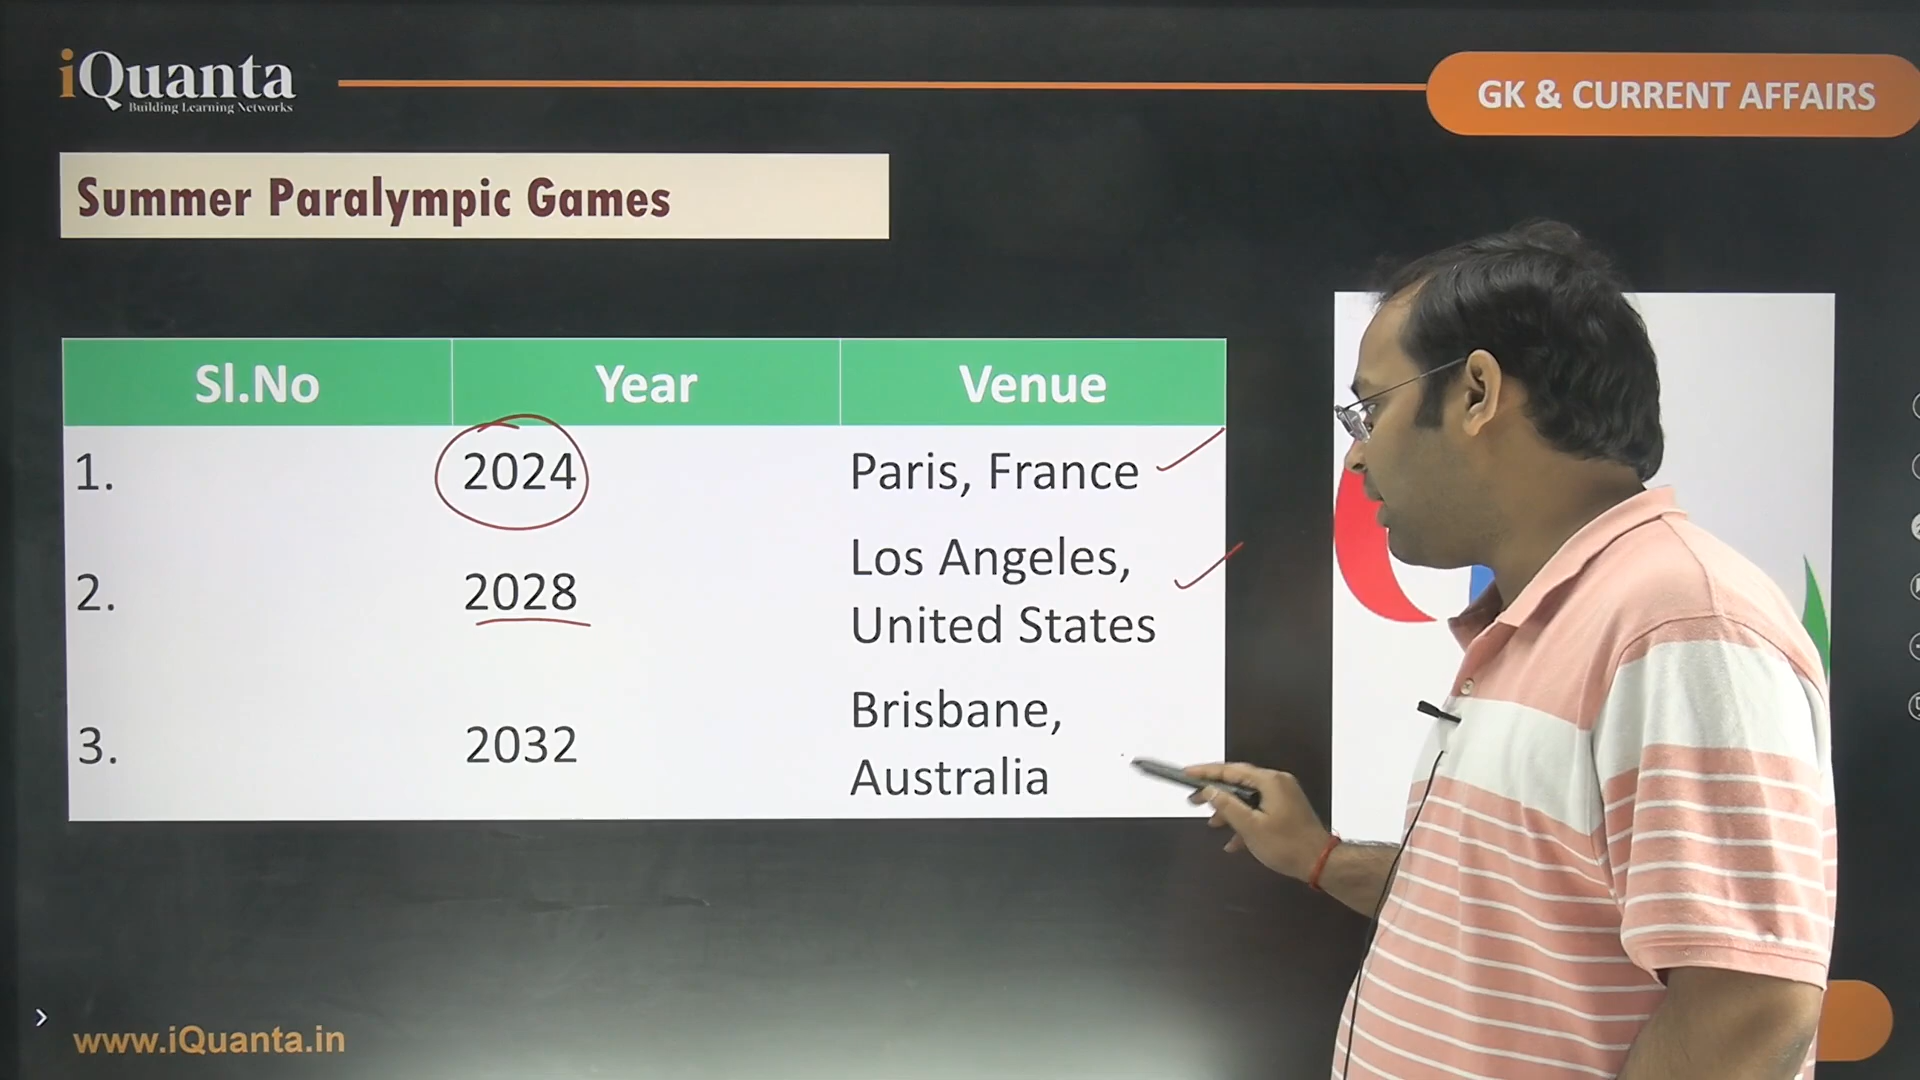 iQuanta
Building Learning Networks
GK & CURRENT AFFAIRS
Summer Paralympic Games
Sl.No Year Venue
1. 2024 Paris, France
2. 2028 Los Angeles,
United States
3. 2032 Brisbane,
Australia
www.iQuanta.in